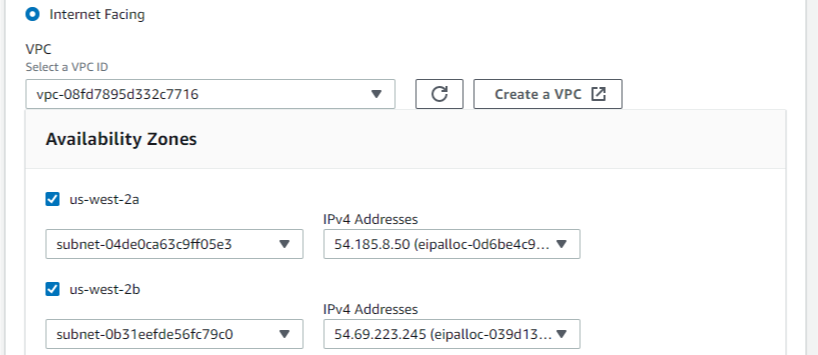 Internet Facing
VPC
Select a VPC ID
vpc-08fd7895d332c7716
Create a VPC
Availability Zones
us-west-2a
IPv4 Addresses
subnet-04de0ca63c9ff05e3
54.185.8.50 (eipalloc-0d6be4c9...
us-west-2b
IPv4 Addresses
subnet-0b31eefde56fc79c0
54.69.223.245 (eipalloc-039d13...